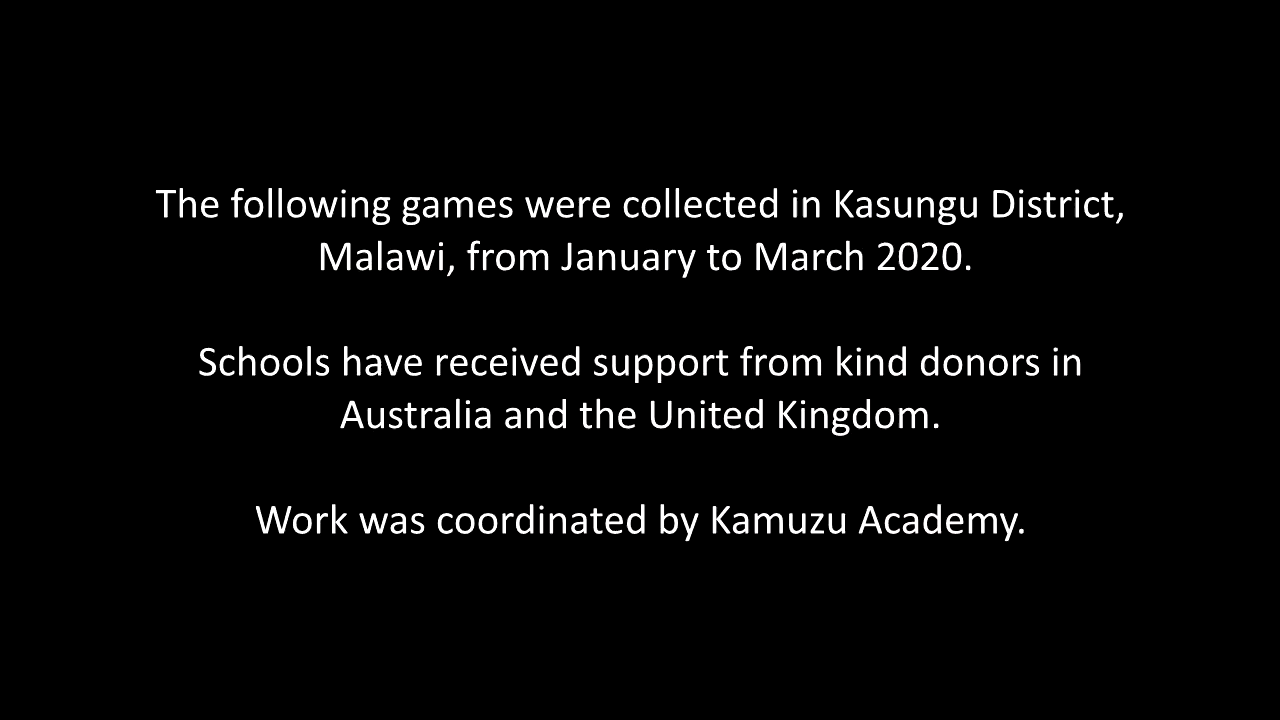 The following games were collected in Kasungu District,
Malawi, from January to March 2020.
Schools have received support from kind donors in
Australia and the United Kingdom.
Work was coordinated by Kamuzu Academy.